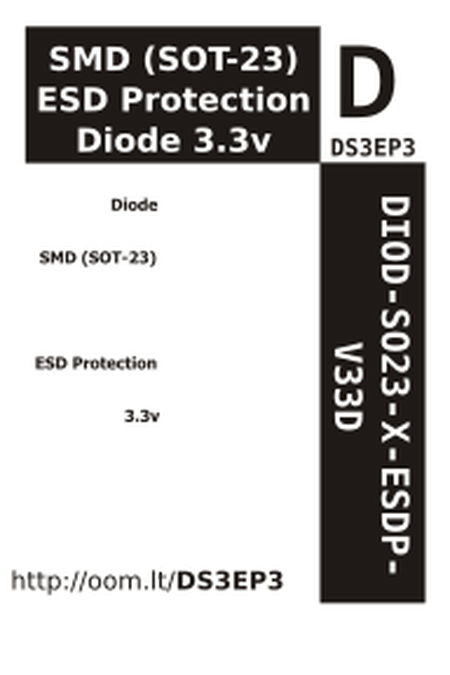 SMD (SOT-23)
ESD Protection
Diode 3.3v
D
DS3EP3
Diode
SMD (SOT-23)
ESD Protection
3.3v
DIOD-SO23-X-ESDP-
V33D
http://oom.lt/DS3EP3